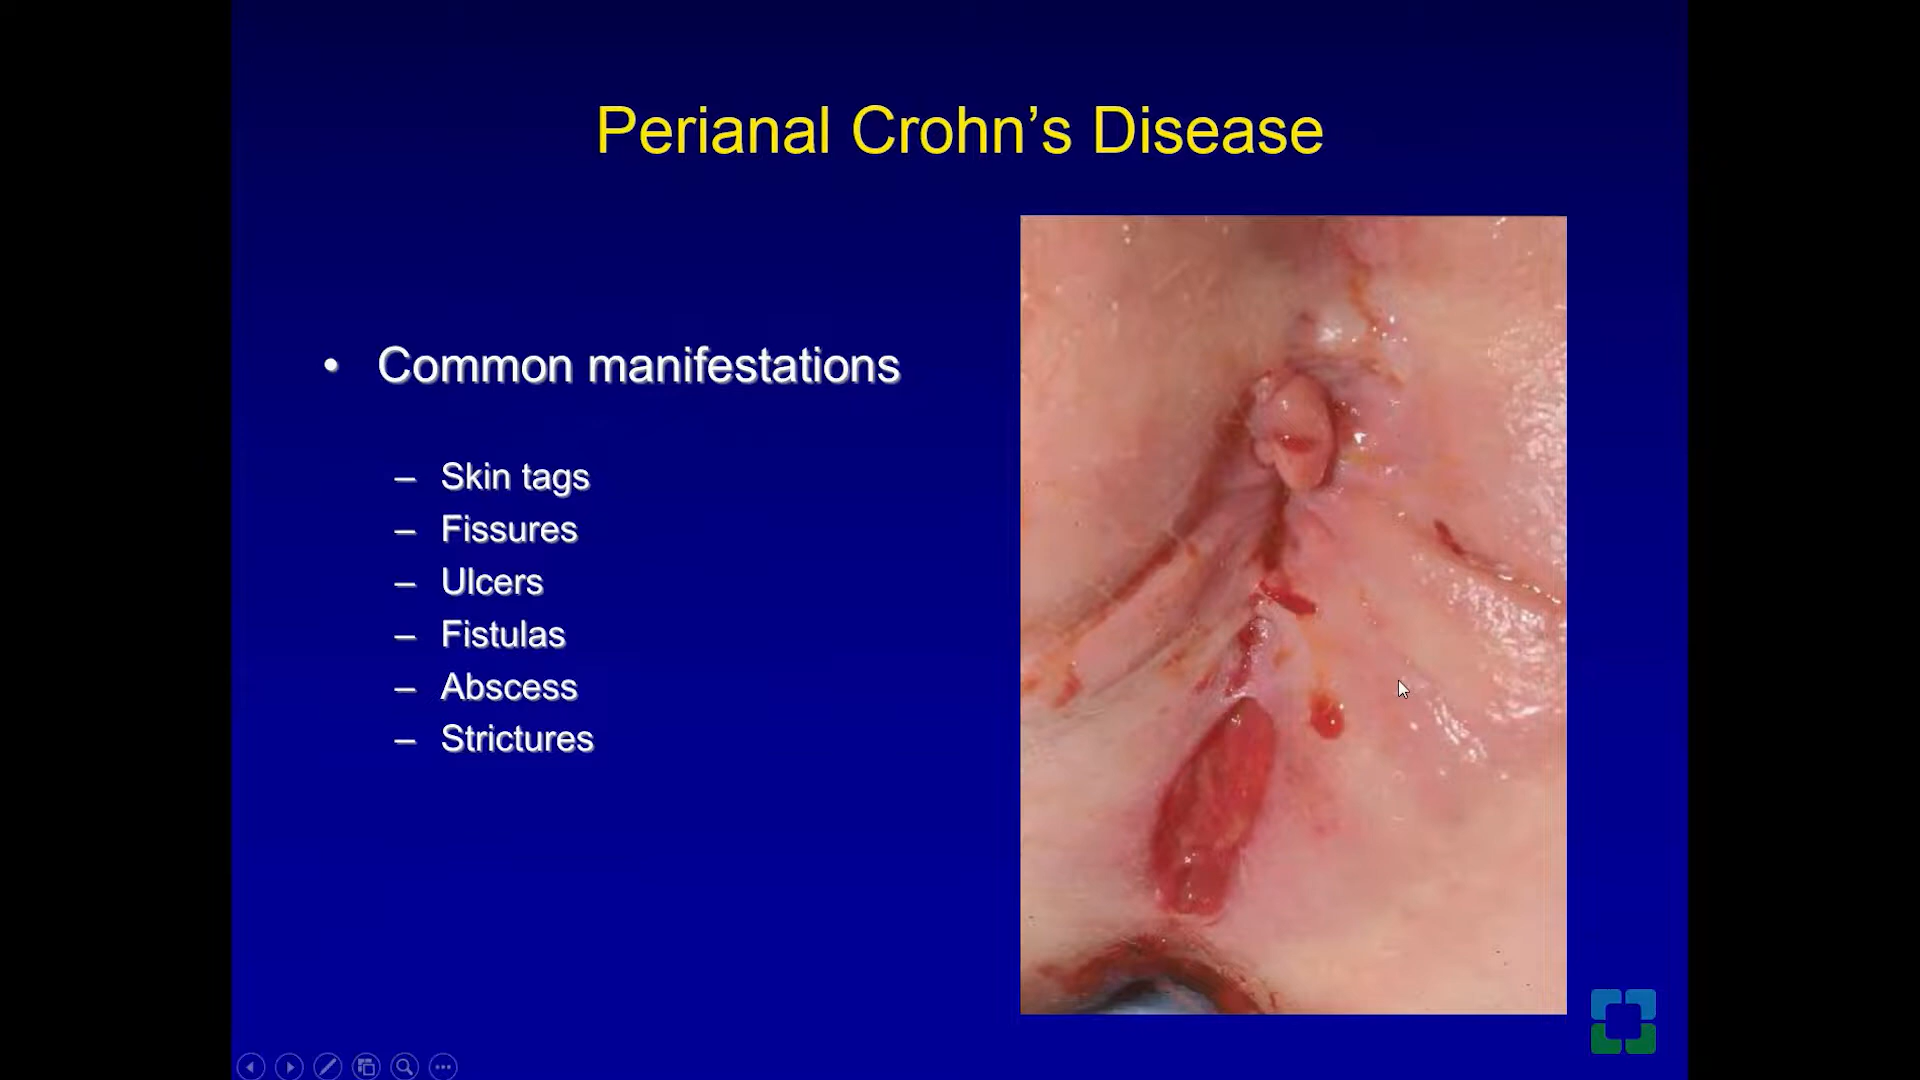 Perianal Crohn’s Disease
• Common manifestations
– Skin tags
– Fissures
– Ulcers
– Fistulas
– Abscess
– Strictures